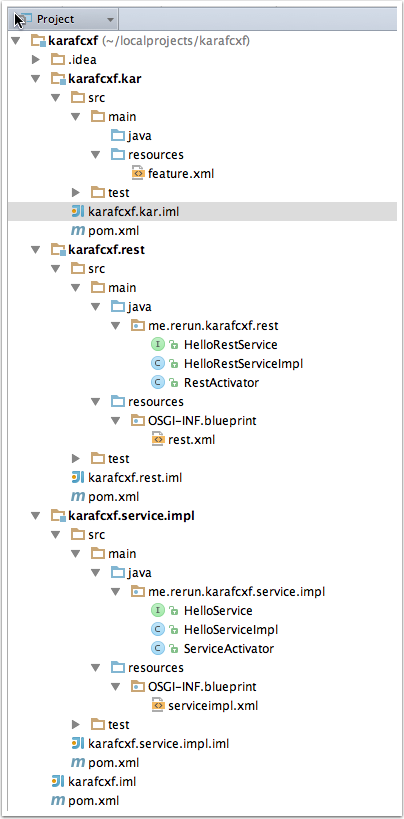 Project
karafcxf (~/localprojects/karafcxf)
.idea
karafcxf.kar
src
main
java
resources
feature.xml
test
karafcxf.kar.iml
pom.xml
karafcxf.rest
src
main
java
me.rerun.karafcxf.rest
HelloRestService
HelloRestServiceImpl
RestActivator
resources
OSGI-INF.blueprint
rest.xml
test
karafcxf.rest.iml
pom.xml
karafcxf.service.impl
src
main
java
me.rerun.karafcxf.service.impl
HelloService
HelloServiceImpl
ServiceActivator
resources
OSGI-INF.blueprint
serviceimpl.xml
test
karafcxf.service.impl.iml
pom.xml
karafcxf.iml
pom.xml